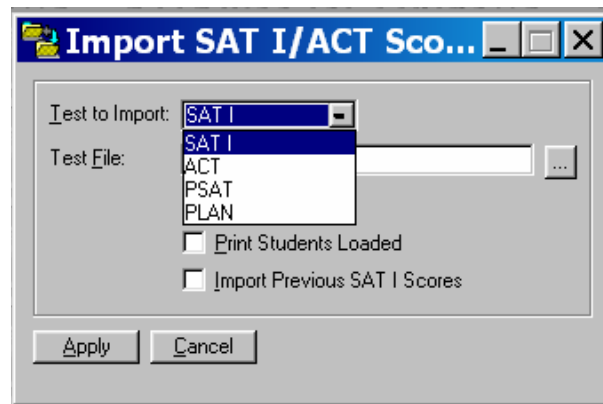 Import SAT I/ACT Sco...
Test to Import: SAT I
SAT I
Test File:
ACT
...
PSAT
PLAN
Print Students Loaded
Import Previous SAT I Scores
Apply Cancel